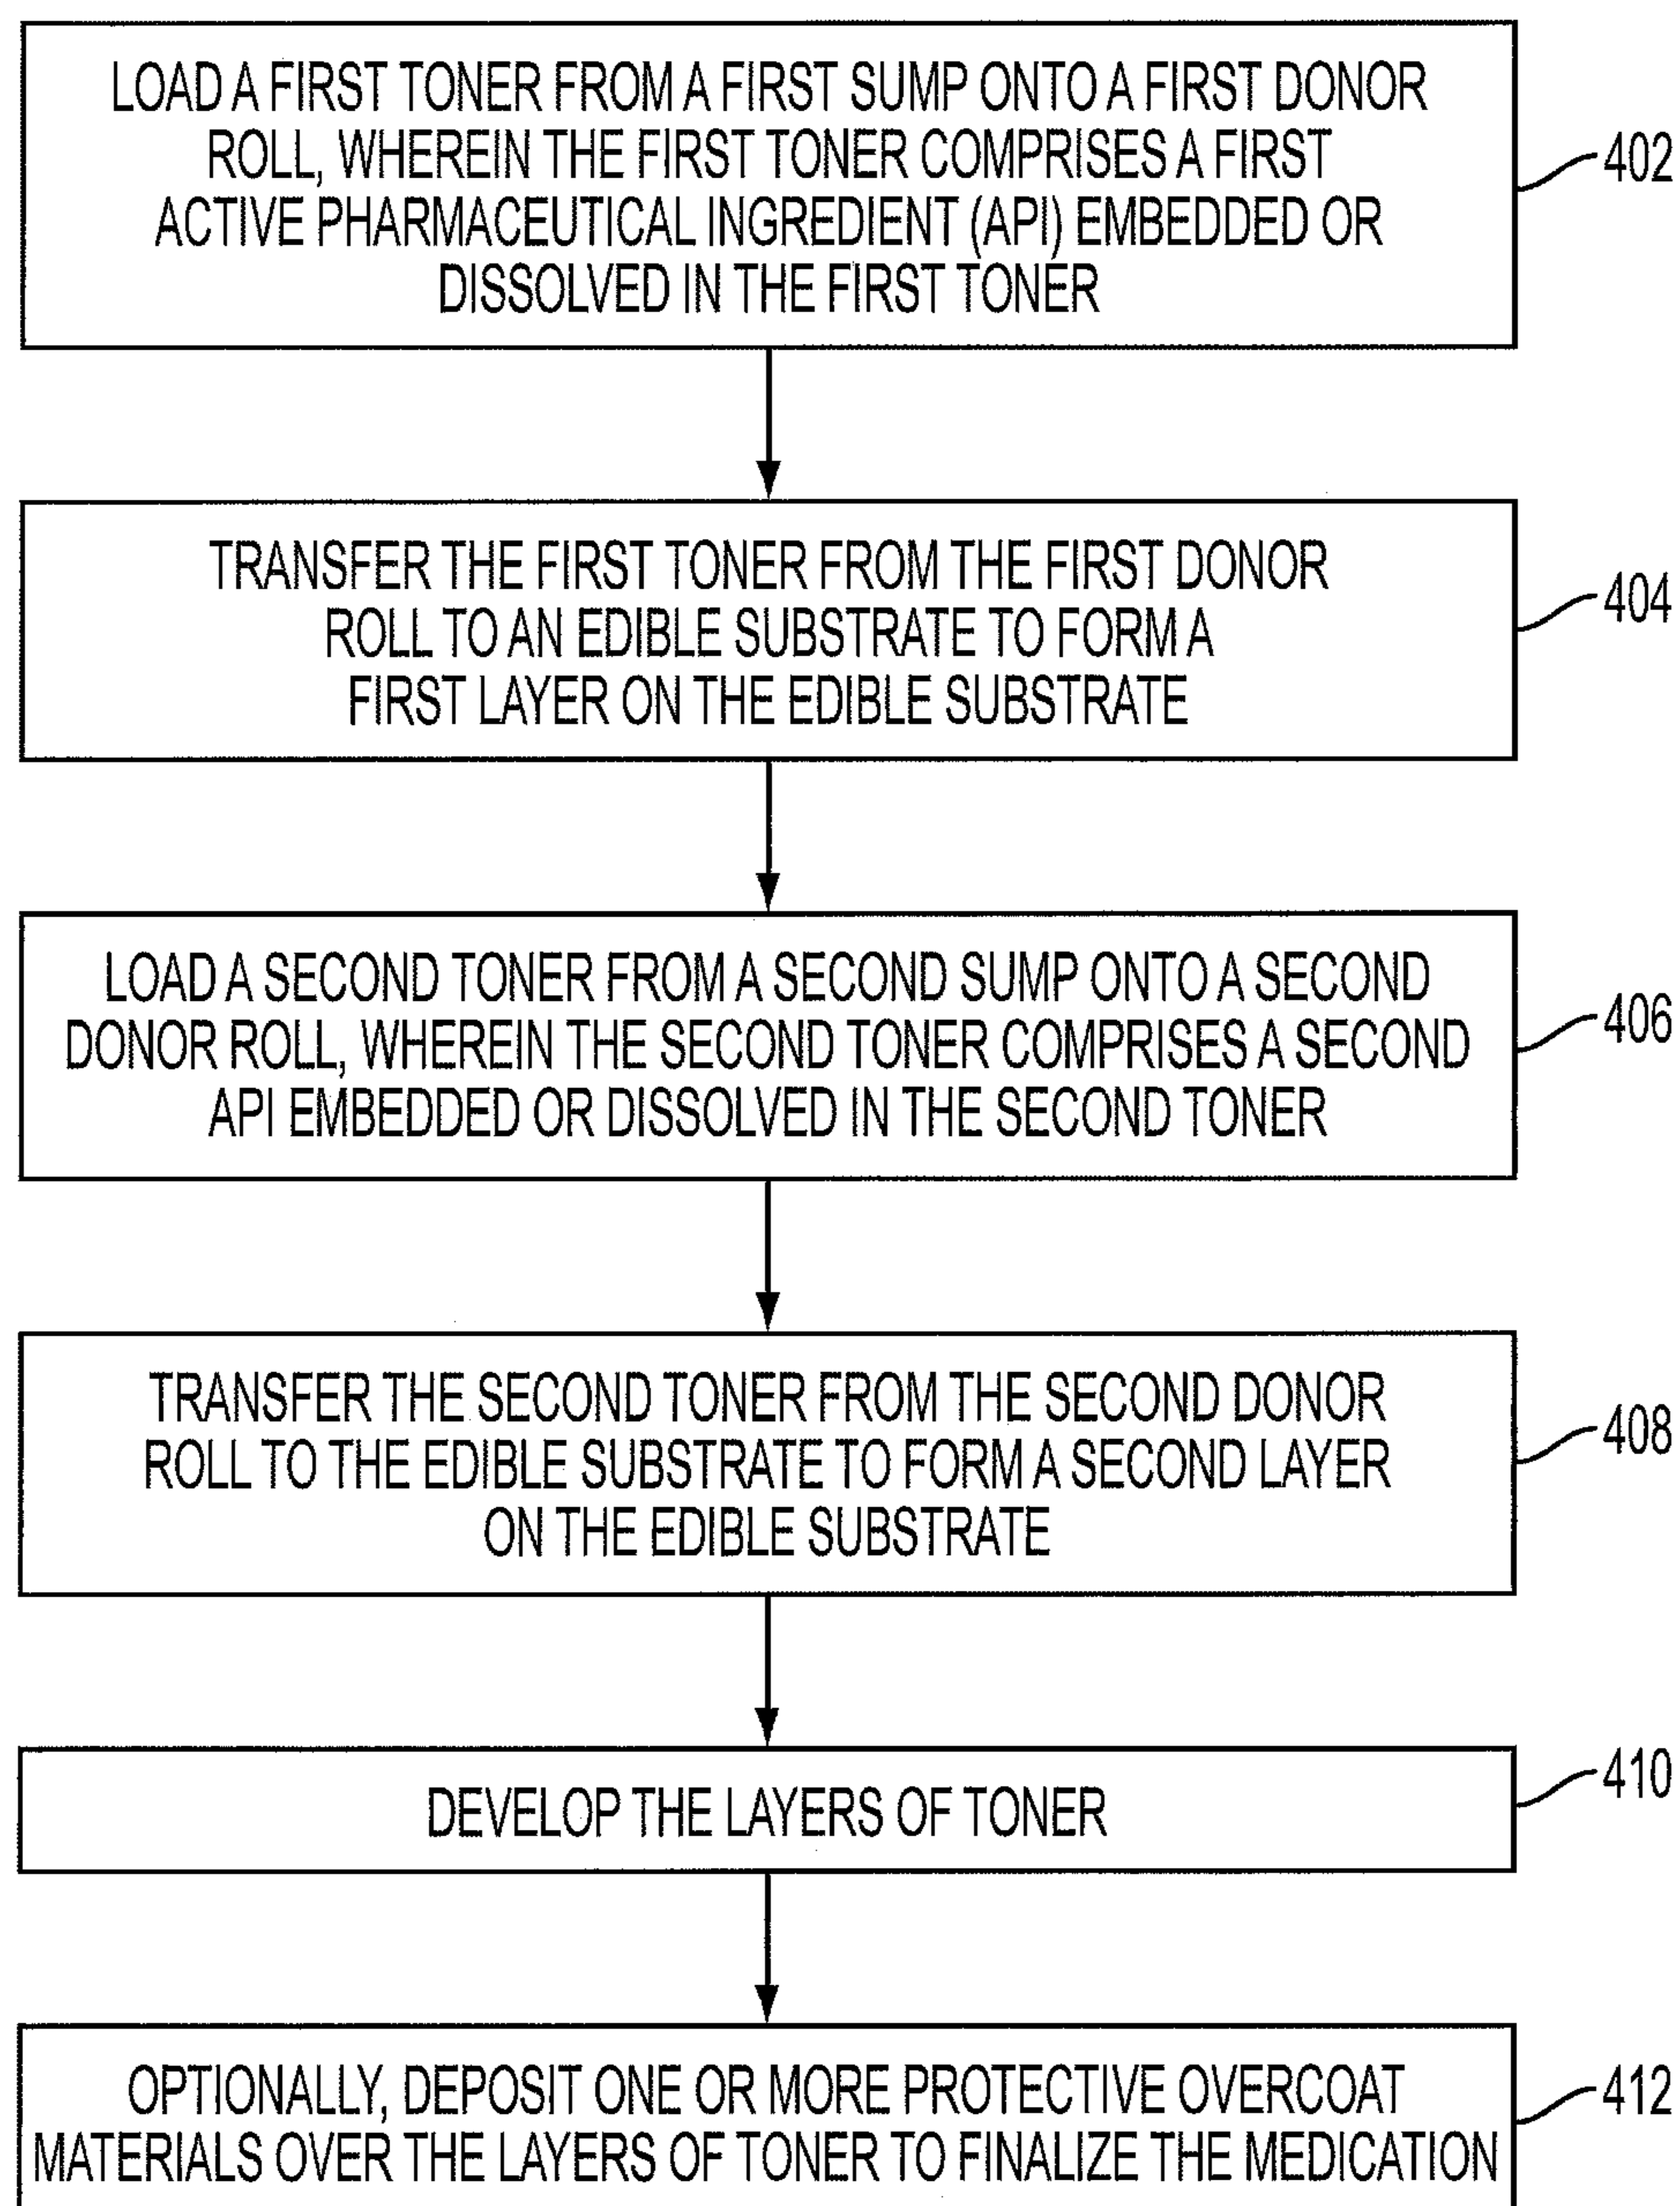 LOAD A FIRST TONER FROM A FIRST SUMP ONTO A FIRST DONOR
ROLL, WHEREIN THE FIRST TONER COMPRISES A FIRST
ACTIVE PHARMACEUTICAL INGREDIENT (API) EMBEDDED OR
DISSOLVED IN THE FIRST TONER
402
TRANSFER THE FIRST TONER FROM THE FIRST DONOR
ROLL TO AN EDIBLE SUBSTRATE TO FORM A
FIRST LAYER ON THE EDIBLE SUBSTRATE
404
LOAD A SECOND TONER FROM A SECOND SUMP ONTO A SECOND
DONOR ROLL, WHEREIN THE SECOND TONER COMPRISES A SECOND
API EMBEDDED OR DISSOLVED IN THE SECOND TONER
406
TRANSFER THE SECOND TONER FROM THE SECOND DONOR
ROLL TO THE EDIBLE SUBSTRATE TO FORM A SECOND LAYER
ON THE EDIBLE SUBSTRATE
408
DEVELOP THE LAYERS OF TONER
410
OPTIONALLY, DEPOSIT ONE OR MORE PROTECTIVE OVERCOAT
MATERIALS OVER THE LAYERS OF TONER TO FINALIZE THE MEDICATION
412